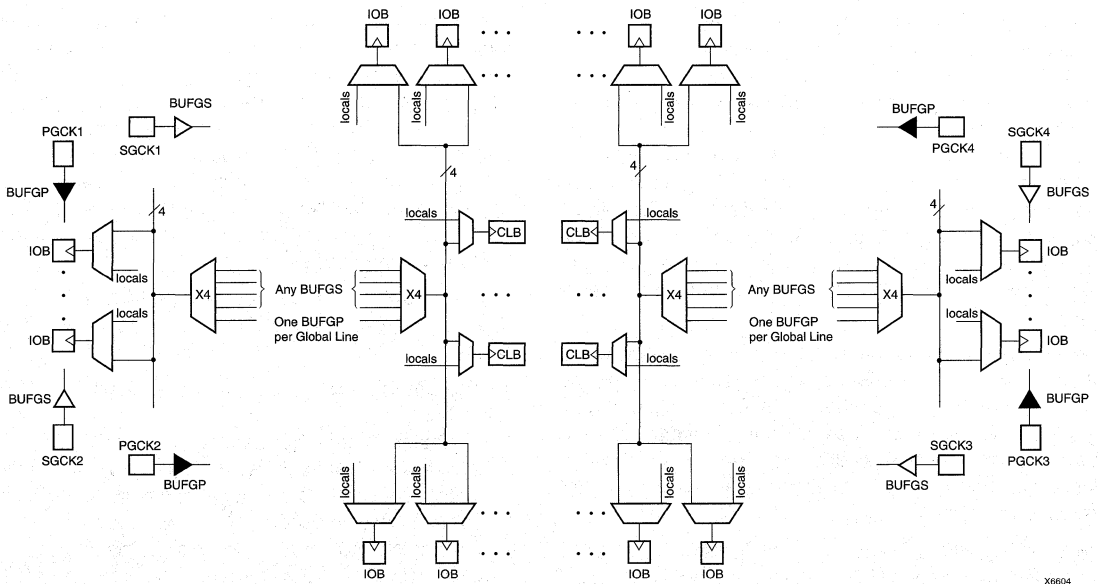 IOB
IOB
IOB
IOB
locals
locals
locals
locals
BUFGS
SGCK1
PGCK1
BUFGP
BUFGP
PGCK4
SGCK4
BUFGS
4
4
4
4
locals
CLB
CLB
locals
IOB
locals
X4
Any BUFGS
X4
X4
Any BUFGS
X4
locals
IOB
One BUFGP
per Global Line
One BUFGP
per Global Line
locals
IOB
locals
IOB
locals
CLB
CLB
locals
BUFGS
SGCK2
PGCK2
BUFGP
SGCK3
BUFGS
BUFGP
PGCK3
locals
locals
locals
locals
IOB
IOB
IOB
IOB
X6604